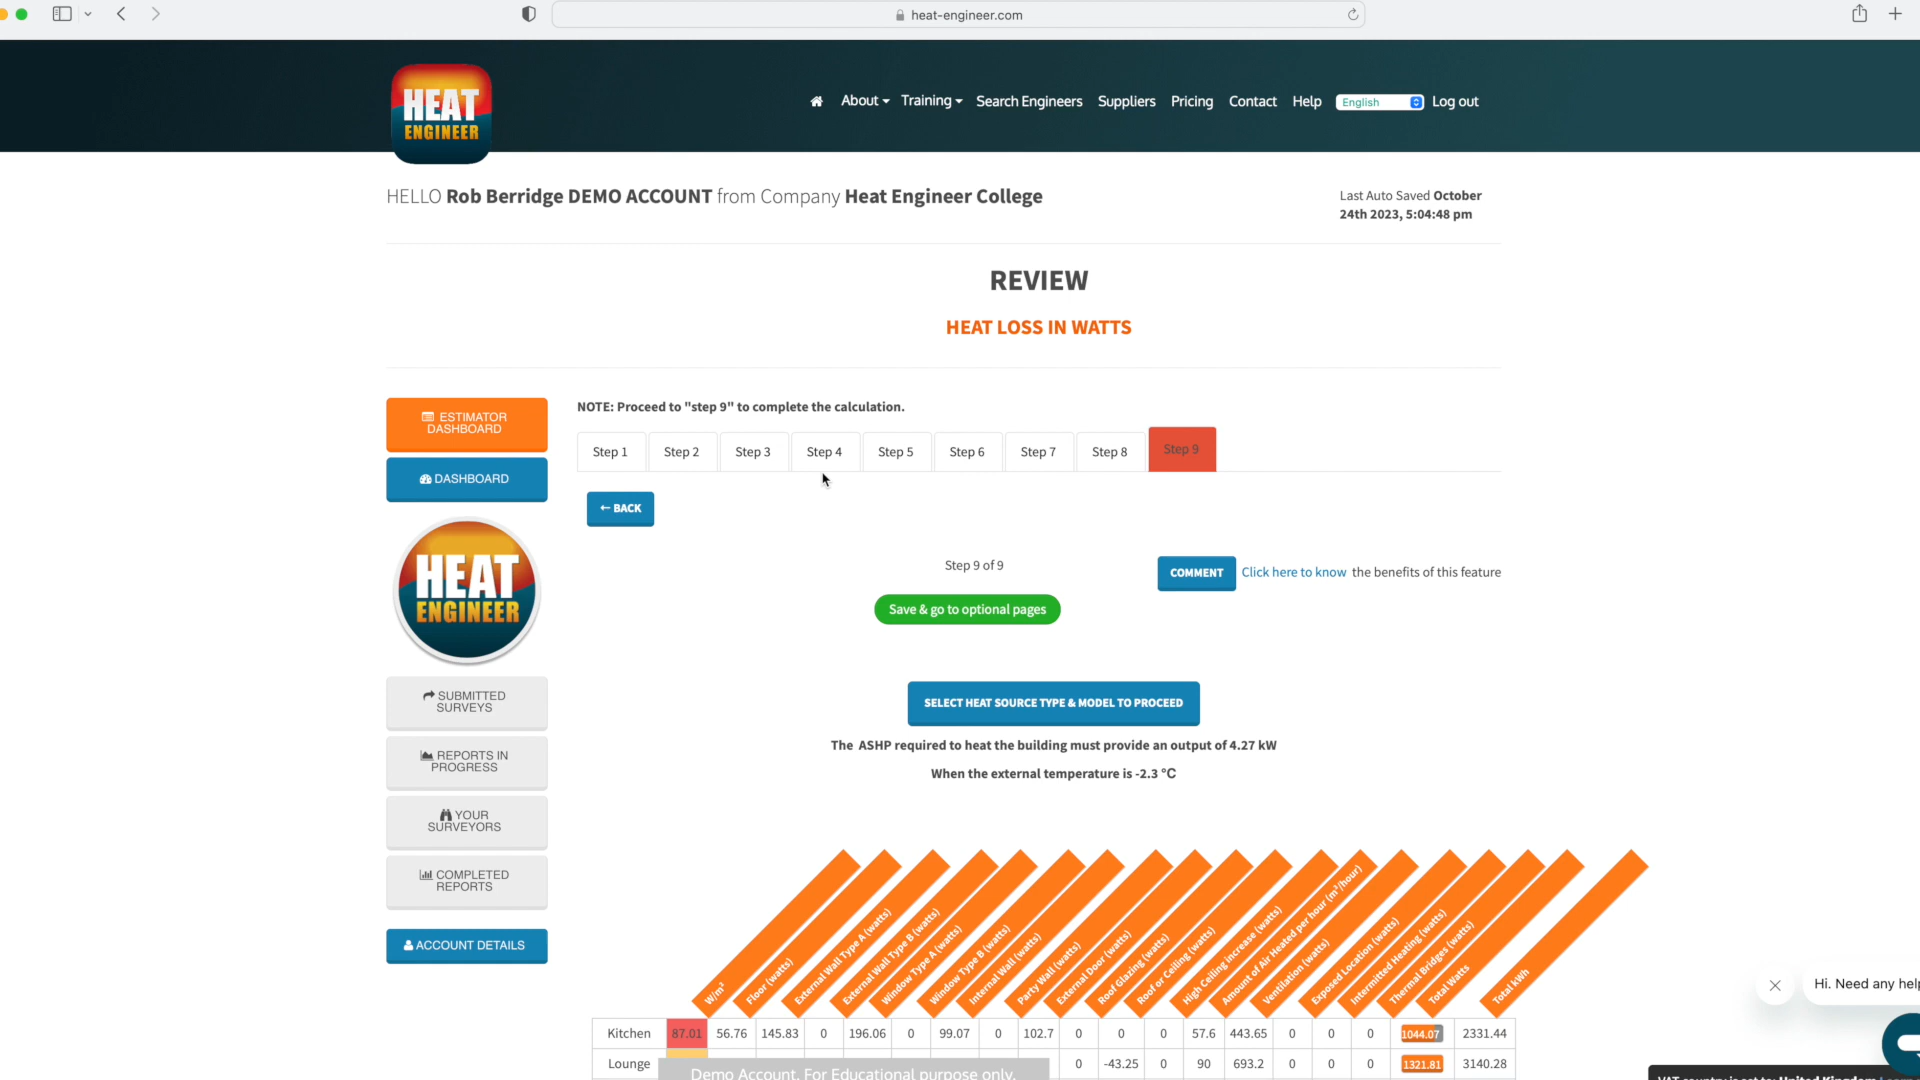 heat-engineer.com
HEAT
ENGINEER
About
Training
Search Engineers
Suppliers
Pricing
Contact
Help
English
Log out
HELLO Rob Berridge DEMO ACCOUNT from Company Heat Engineer College
Last Auto Saved October
24th 2023, 5:04:48 pm
REVIEW
HEAT LOSS IN WATTS
ESTIMATOR
DASHBOARD
DASHBOARD
HEAT
ENGINEER
SUBMITTED
SURVEYS
REPORTS IN
PROGRESS
YOUR
SURVEYORS
COMPLETED
REPORTS
ACCOUNT DETAILS
NOTE: Proceed to "step 9" to complete the calculation.
Step 1
Step 2
Step 3
Step 4
Step 5
Step 6
Step 7
Step 8
Step 9
← BACK
Step 9 of 9
COMMENT
Click here to know the benefits of this feature
Save & go to optional pages
SELECT HEAT SOURCE TYPE & MODEL TO PROCEED
The ASHP required to heat the building must provide an output of 4.27 kW
When the external temperature is -2.3 °C
W/m²
Floor (watts)
External Wall Type A (watts)
External Wall Type B (watts)
Window Type A (watts)
Window Type B (watts)
Internal Wall (watts)
Party Wall (watts)
External Door (watts)
Roof Glazing (watts)
Roof or Ceiling (watts)
High Ceiling Increase (watts)
Amount of Air Heated per hour (m³/hour)
Ventilation (watts)
Exposed Location (watts)
Intermitted Heating (watts)
Thermal Bridges (watts)
Total Watts
Total kWh
Kitchen 87.01 56.76 145.83 0 196.06 0 99.07 0 102.7 0 0 0 57.6 443.65 0 0 0 1044.07 2331.44
Lounge 0 -43.25 0 90 693.2 0 0 0 1321.81 3140.28
Demo Account. For Educational purpose only.
Hi. Need any help